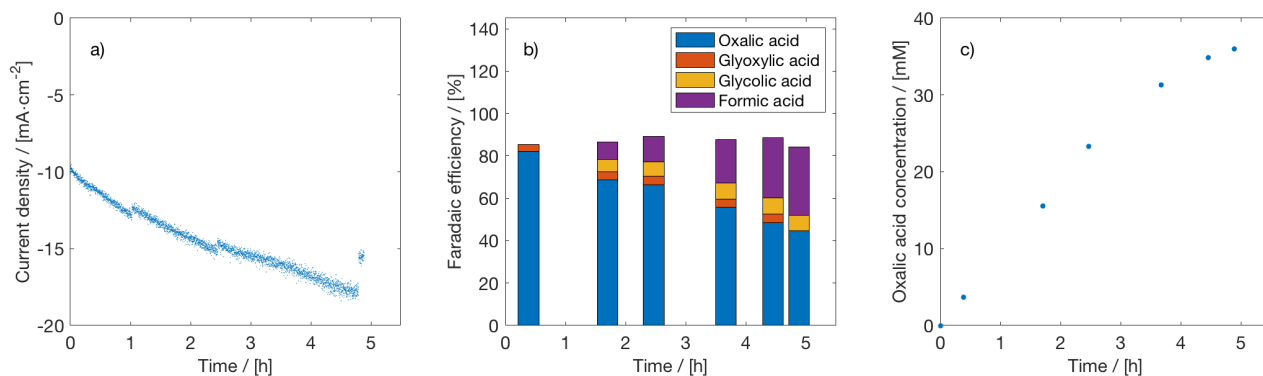 a)
Current density / [mA·cm⁻²]
0
-5
-10
-15
-20
0 1 2 3 4 5
Time / [h]
b)
Faradaic efficiency / [%]
140
120
100
80
60
40
20
0
0 1 2 3 4 5
Time / [h]
Oxalic acid
Glyoxylic acid
Glycolic acid
Formic acid
c)
Oxalic acid concentration / [mM]
40
30
20
10
0
0 1 2 3 4 5
Time / [h]